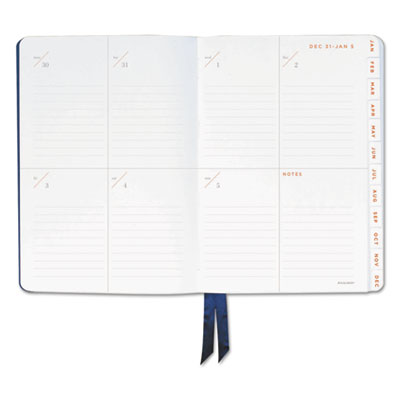 DEC 31-JAN 5
30
31
1
2
3
4
5
NOTES
JAN
FEB
MAR
APR
MAY
JUN
JUL
AUG
SEP
OCT
NOV
DEC